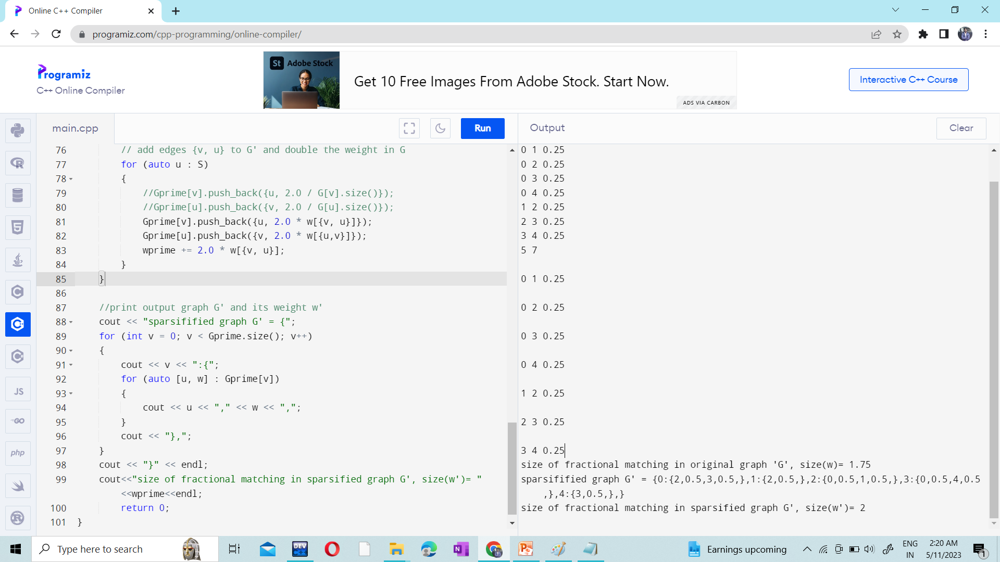 Online C++ Compiler
programiz.com/cpp-programming/online-compiler/
Programiz
C++ Online Compiler
St Adobe Stock
Get 10 Free Images From Adobe Stock. Start Now.
ADS VIA CARBON
Interactive C++ Course
main.cpp
Run
76 // add edges {v, u} to G' and double the weight in G
77 for (auto u : S)
78 {
79 //Gprime[v].push_back({u, 2.0 / G[v].size()});
80 //Gprime[u].push_back({v, 2.0 / G[u].size()});
81 Gprime[v].push_back({u, 2.0 * w[{v, u}]});
82 Gprime[u].push_back({v, 2.0 * w[{u,v}]});
83 wprime += 2.0 * w[{v, u}];
84 }
85 }
86
87 //print output graph G' and its weight w'
88 cout << "sparsifified graph G' = {";
89 for (int v = 0; v < Gprime.size(); v++)
90 {
91 cout << v << ":{";
92 for (auto [u, w] : Gprime[v])
93 {
94 cout << u << "," << w << ",";
95 }
96 cout << "},";
97 }
98 cout << "}" << endl;
99 cout<<"size of fractional matching in sparsified graph G', size(w')= "
<<wprime<<endl;
100 return 0;
101 }
Output
Clear
0 1 0.25
0 2 0.25
0 3 0.25
0 4 0.25
1 2 0.25
2 3 0.25
3 4 0.25
5 7
0 1 0.25
0 2 0.25
0 3 0.25
0 4 0.25
1 2 0.25
2 3 0.25
3 4 0.25
size of fractional matching in original graph 'G', size(w)= 1.75
sparsifified graph G' = {0:{2,0.5,3,0.5,},1:{2,0.5,},2:{0,0.5,1,0.5,},3:{0,0.5,4,0.5
,},4:{3,0.5,},}
size of fractional matching in sparsified graph G', size(w')= 2
JS
GO
php
Type here to search
DEV C++
N
Earnings upcoming
ENG
IN
2:20 AM
5/11/2023
1